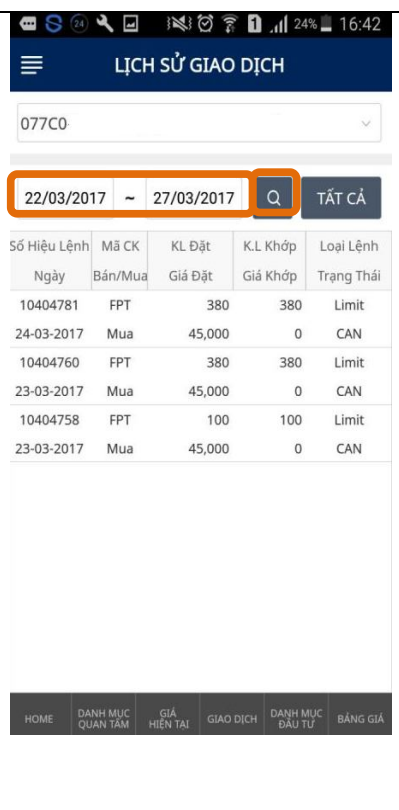 24 1 24% 16:42
LỊCH SỬ GIAO DỊCH
077C0
22/03/2017 ~ 27/03/2017 TẤT CẢ
Số Hiệu Lệnh Mã CK KL Đặt K.L Khớp Loại Lệnh
Ngày Bán/Mua Giá Đặt Giá Khớp Trạng Thái
10404781 FPT 380 380 Limit
24-03-2017 Mua 45,000 0 CAN
10404760 FPT 380 380 Limit
23-03-2017 Mua 45,000 0 CAN
10404758 FPT 100 100 Limit
23-03-2017 Mua 45,000 0 CAN
HOME DANH MỤC QUAN TÂM GIÁ HIỆN TẠI GIAO DỊCH DANH MỤC ĐẦU TƯ BẢNG GIÁ